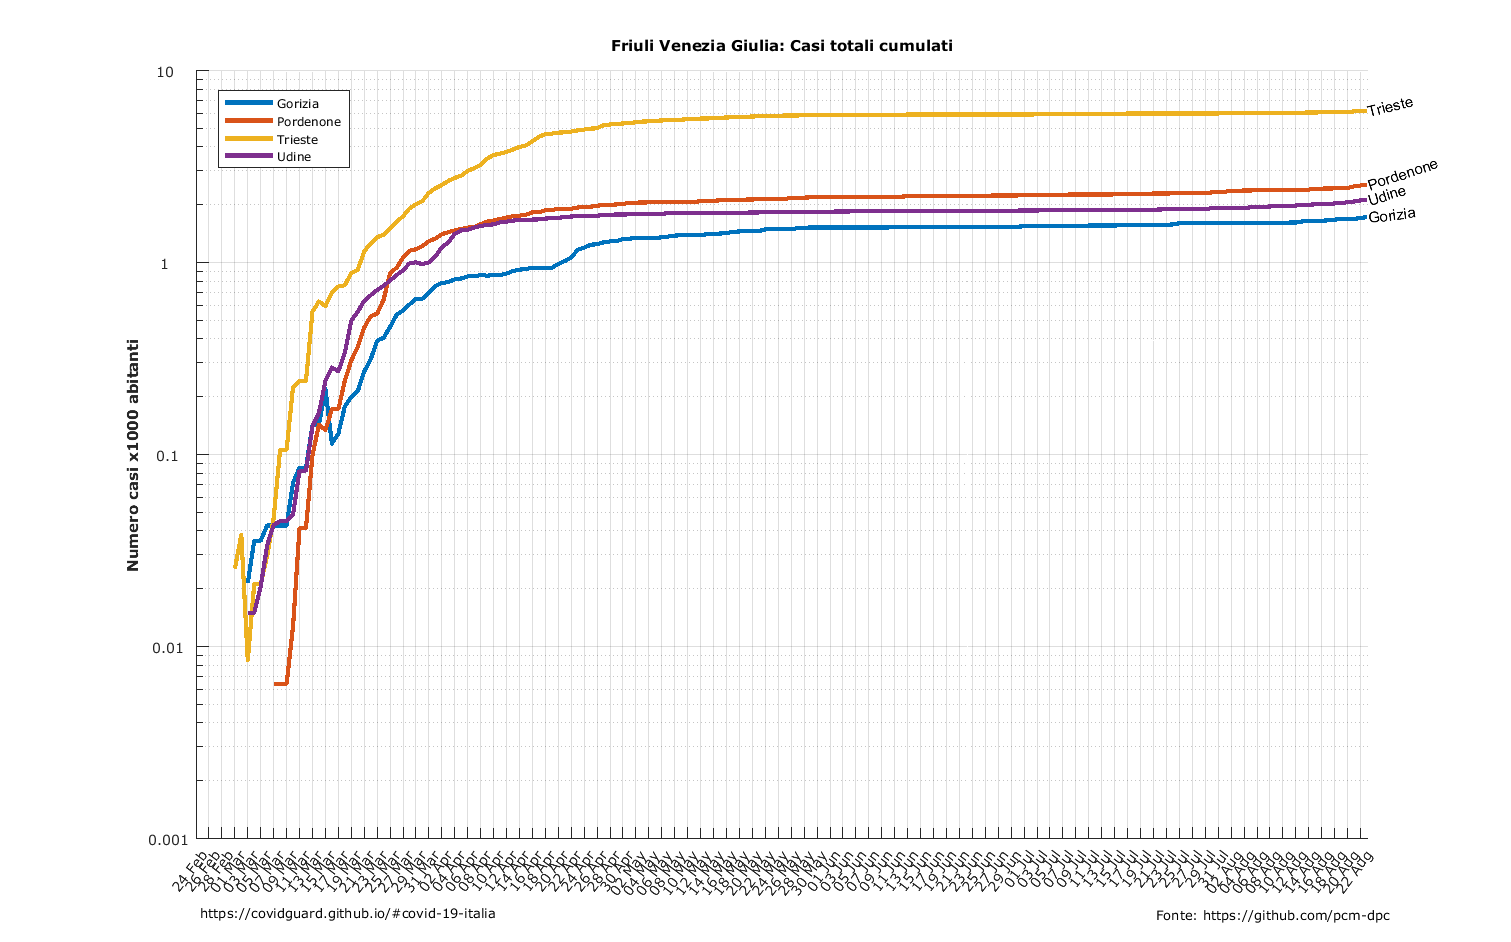 Friuli Venezia Giulia: Casi totali cumulati
10
1
0.1
0.01
0.001
Numero casi x1000 abitanti
Gorizia
Pordenone
Trieste
Udine
Trieste
Pordenone
Udine
Gorizia
24 Feb
26 Feb
28 Feb
01 Mar
03 Mar
05 Mar
07 Mar
09 Mar
11 Mar
13 Mar
15 Mar
17 Mar
19 Mar
21 Mar
23 Mar
25 Mar
27 Mar
29 Mar
31 Mar
02 Apr
04 Apr
06 Apr
08 Apr
10 Apr
12 Apr
14 Apr
16 Apr
18 Apr
20 Apr
22 Apr
24 Apr
26 Apr
28 Apr
30 Apr
02 May
04 May
06 May
08 May
10 May
12 May
14 May
16 May
18 May
20 May
22 May
24 May
26 May
28 May
30 May
01 Jun
03 Jun
05 Jun
07 Jun
09 Jun
11 Jun
13 Jun
15 Jun
17 Jun
19 Jun
21 Jun
23 Jun
25 Jun
27 Jun
29 Jun
01 Jul
03 Jul
05 Jul
07 Jul
09 Jul
11 Jul
13 Jul
15 Jul
17 Jul
19 Jul
21 Jul
23 Jul
25 Jul
27 Jul
29 Jul
31 Jul
02 Aug
04 Aug
06 Aug
08 Aug
10 Aug
12 Aug
14 Aug
16 Aug
18 Aug
20 Aug
22 Aug
https://covidguard.github.io/#covid-19-italia
Fonte: https://github.com/pcm-dpc